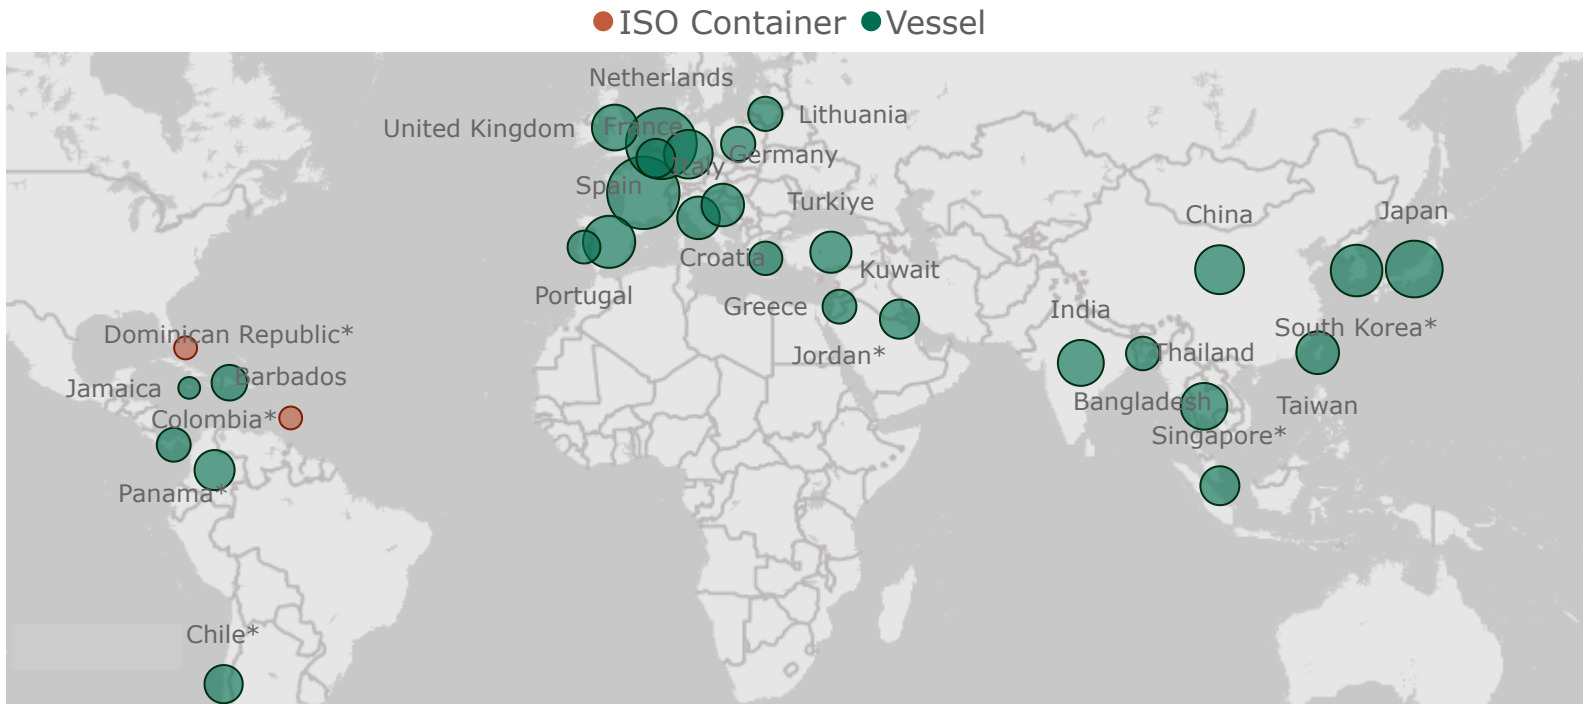 ISO Container Vessel
Netherlands
Lithuania
United Kingdom
France
Germany
Italy
Spain
Turkiye
China
Japan
Croatia
Kuwait
Portugal
Greece
India
South Korea*
Dominican Republic*
Jordan*
Thailand
Jamaica
Barbados
Bangladesh
Taiwan
Colombia*
Singapore*
Panama*
Chile*